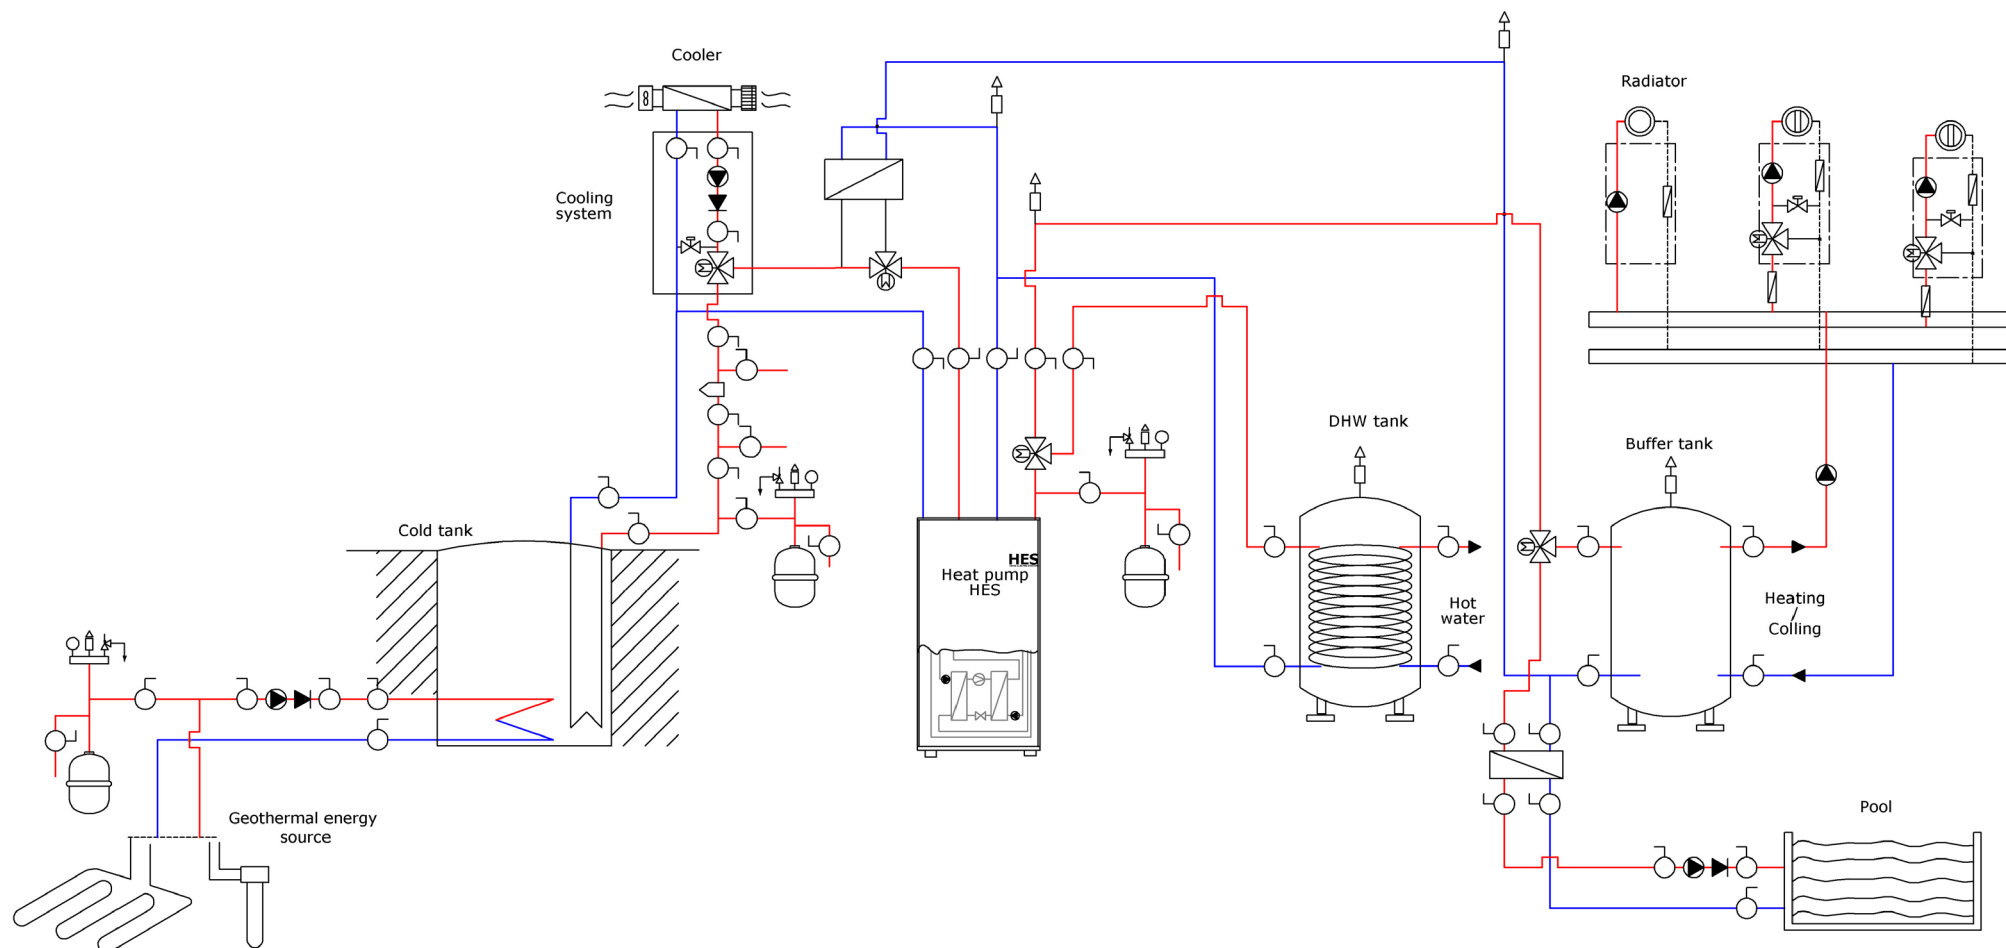 Cooler
Radiator
Cooling
system
DHW tank
Buffer tank
Cold tank
HES
Heat pump
HES
Hot
water
Heating
/
Colling
Geothermal energy
source
Pool